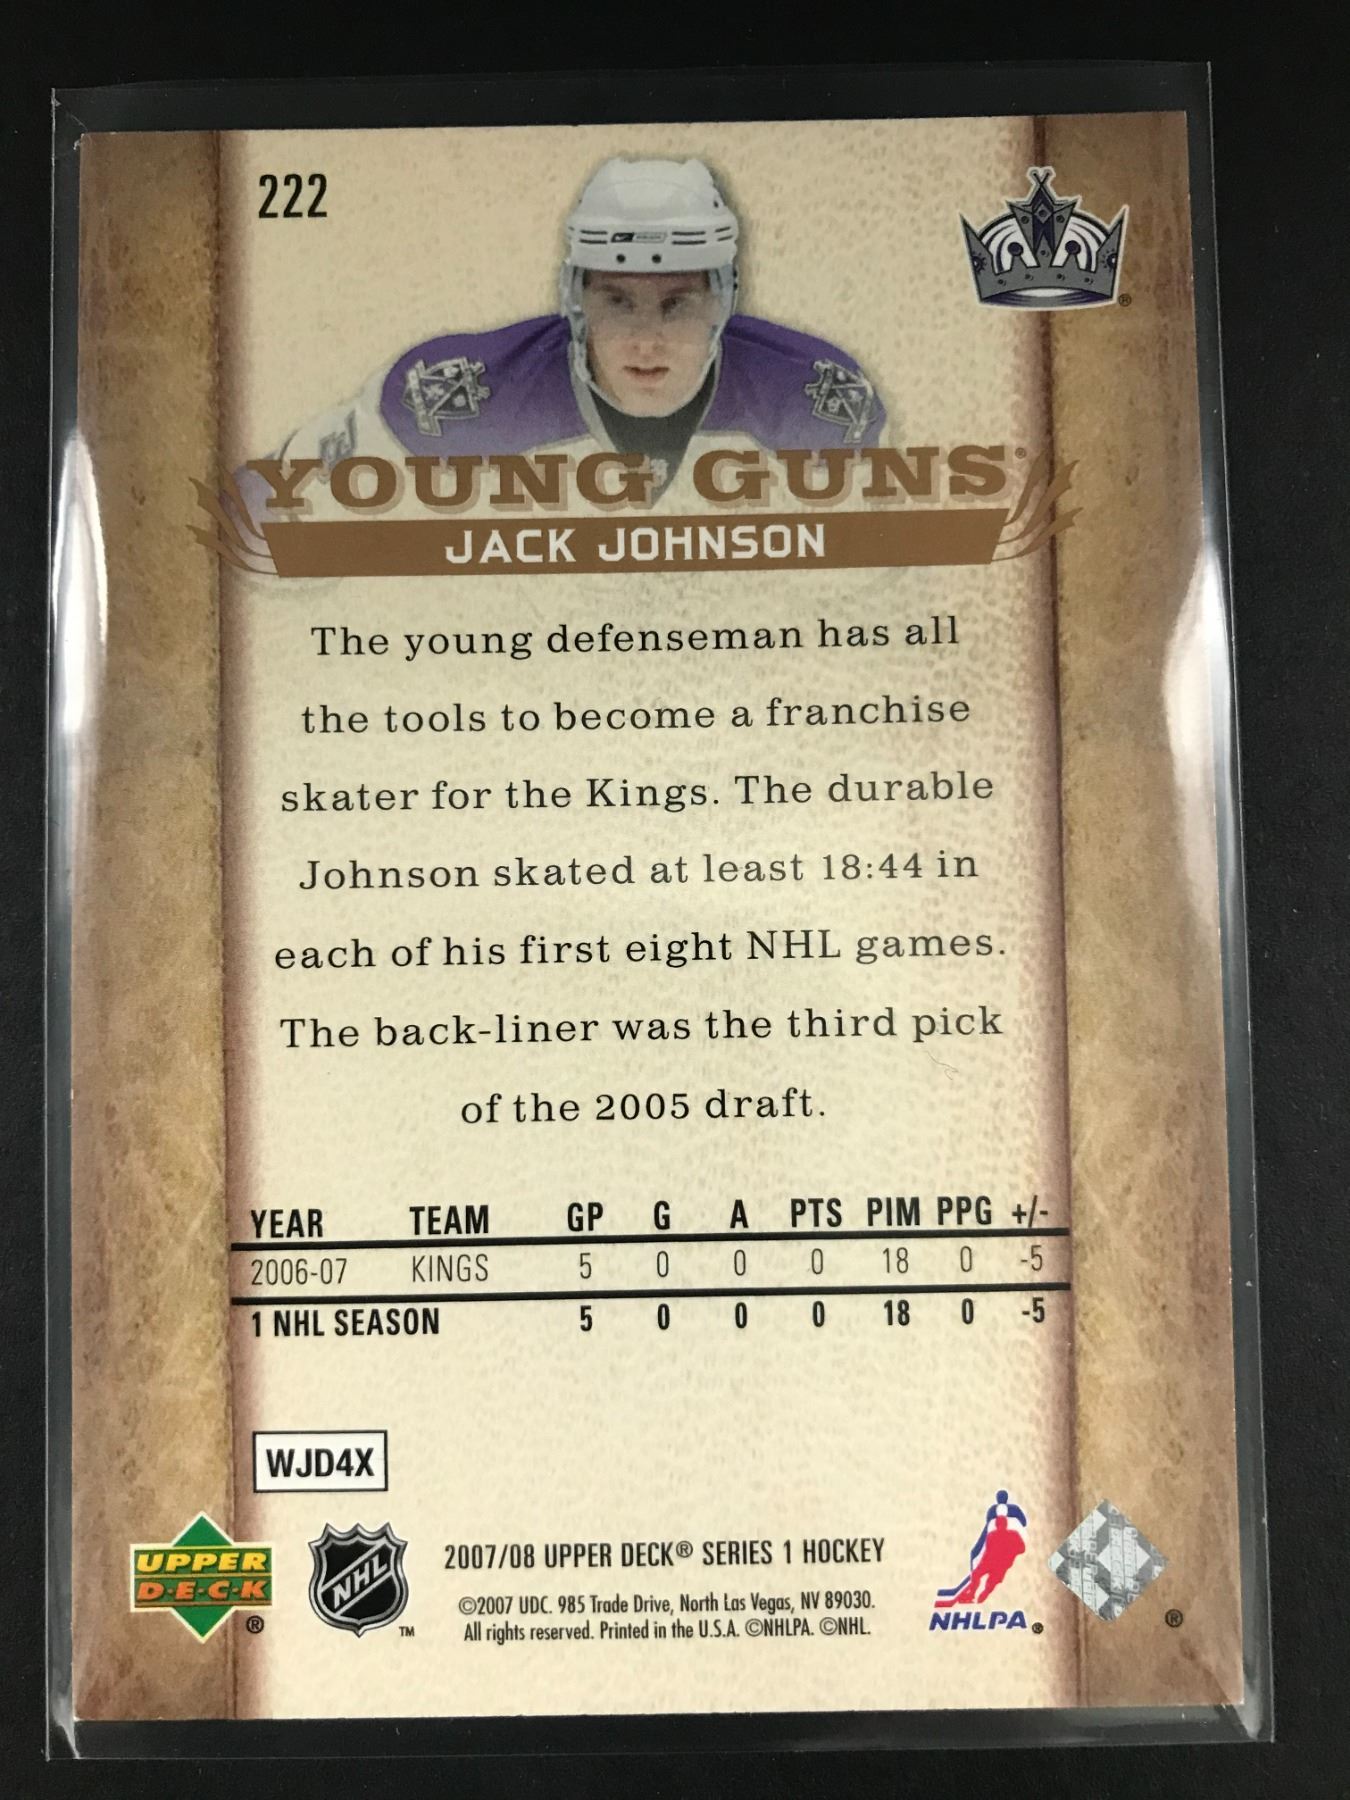 222
YOUNG GUNS®
JACK JOHNSON
The young defenseman has all
the tools to become a franchise
skater for the Kings. The durable
Johnson skated at least 18:44 in
each of his first eight NHL games.
The back-liner was the third pick
of the 2005 draft.
YEAR TEAM GP G A PTS PIM PPG +/-
2006-07 KINGS 5 0 0 0 18 0 -5
1 NHL SEASON 5 0 0 0 18 0 -5
WJD4X
UPPER
D·E·C·K
®
NHL
™
2007/08 UPPER DECK® SERIES 1 HOCKEY
©2007 UDC. 985 Trade Drive, North Las Vegas, NV 89030.
All rights reserved. Printed in the U.S.A. ©NHLPA. ©NHL.
NHLPA®
®